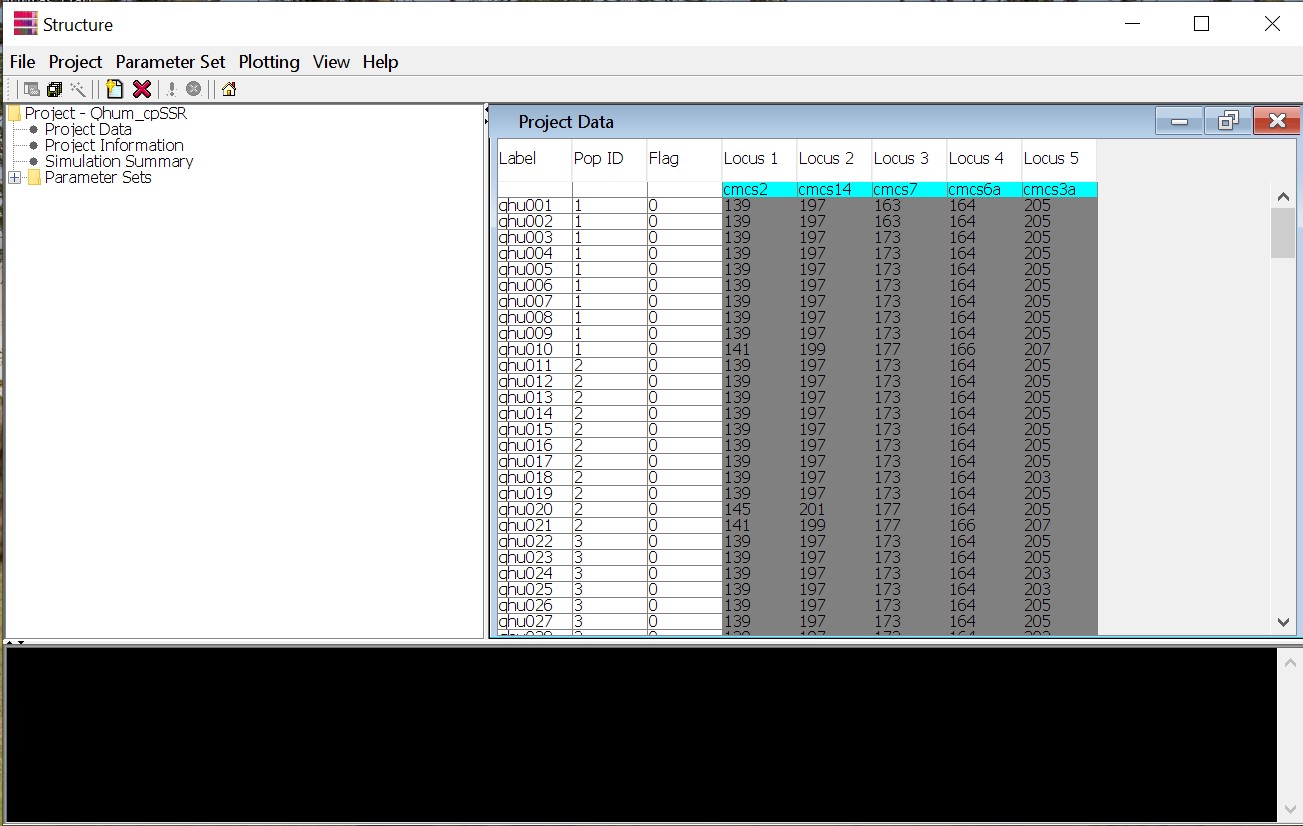 Structure
File Project Parameter Set Plotting View Help
Project - Qhum_cpSSR
Project Data
Project Information
Simulation Summary
Parameter Sets
Project Data
Label Pop ID Flag Locus 1 Locus 2 Locus 3 Locus 4 Locus 5
cmcs2 cmcs14 cmcs7 cmcs6a cmcs3a
qhu001 1 0 139 197 163 164 205
qhu002 1 0 139 197 163 164 205
qhu003 1 0 139 197 173 164 205
qhu004 1 0 139 197 173 164 205
qhu005 1 0 139 197 173 164 205
qhu006 1 0 139 197 173 164 205
qhu007 1 0 139 197 173 164 205
qhu008 1 0 139 197 173 164 205
qhu009 1 0 139 197 173 164 205
qhu010 1 0 141 199 177 166 207
qhu011 2 0 139 197 173 164 205
qhu012 2 0 139 197 173 164 205
qhu013 2 0 139 197 173 164 205
qhu014 2 0 139 197 173 164 205
qhu015 2 0 139 197 173 164 205
qhu016 2 0 139 197 173 164 205
qhu017 2 0 139 197 173 164 205
qhu018 2 0 139 197 173 164 203
qhu019 2 0 139 197 173 164 205
qhu020 2 0 145 201 177 164 205
qhu021 2 0 141 199 177 166 207
qhu022 3 0 139 197 173 164 205
qhu023 3 0 139 197 173 164 205
qhu024 3 0 139 197 173 164 203
qhu025 3 0 139 197 173 164 203
qhu026 3 0 139 197 173 164 205
qhu027 3 0 139 197 173 164 205